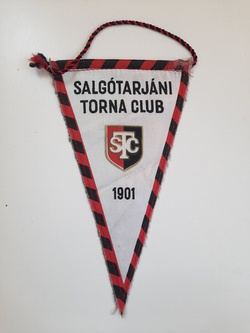 SALGÓTARJÁNI
TORNA CLUB
STC
1901